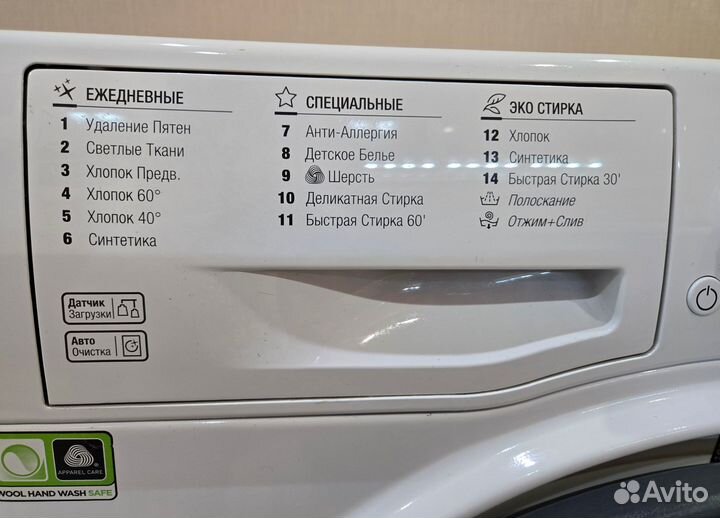 ЕЖЕДНЕВНЫЕ
1 Удаление Пятен
2 Светлые Ткани
3 Хлопок Предв.
4 Хлопок 60°
5 Хлопок 40°
6 Синтетика
СПЕЦИАЛЬНЫЕ
7 Анти-Аллергия
8 Детское Белье
9 Шерсть
10 Деликатная Стирка
11 Быстрая Стирка 60'
ЭКО СТИРКА
12 Хлопок
13 Синтетика
14 Быстрая Стирка 30'
Полоскание
Отжим+Слив
Датчик
Загрузки
Авто
Очистка
APPAREL CARE
WOOL HAND WASH SAFE
Avito